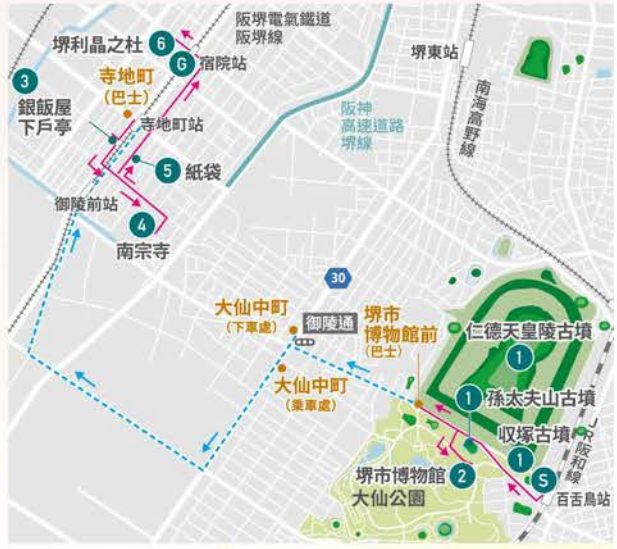 阪堺電氣鐵道
阪堺線
堺利晶之杜
6
G
宿院站
堺東站
南海高野線
3
銀飯屋
下戶亭
寺地町
(巴士)
寺地町站
阪神
高速道路
堺線
5
紙袋
御陵前站
4
南宗寺
30
大仙中町
(下車處)
御陵通
堺市
博物館前
(巴士)
仁德天皇陵古墳
1
大仙中町
(乘車處)
1
孫太夫山古墳
収塚古墳
1
S
JR阪和線
堺市博物館
2
大仙公園
百舌鳥站